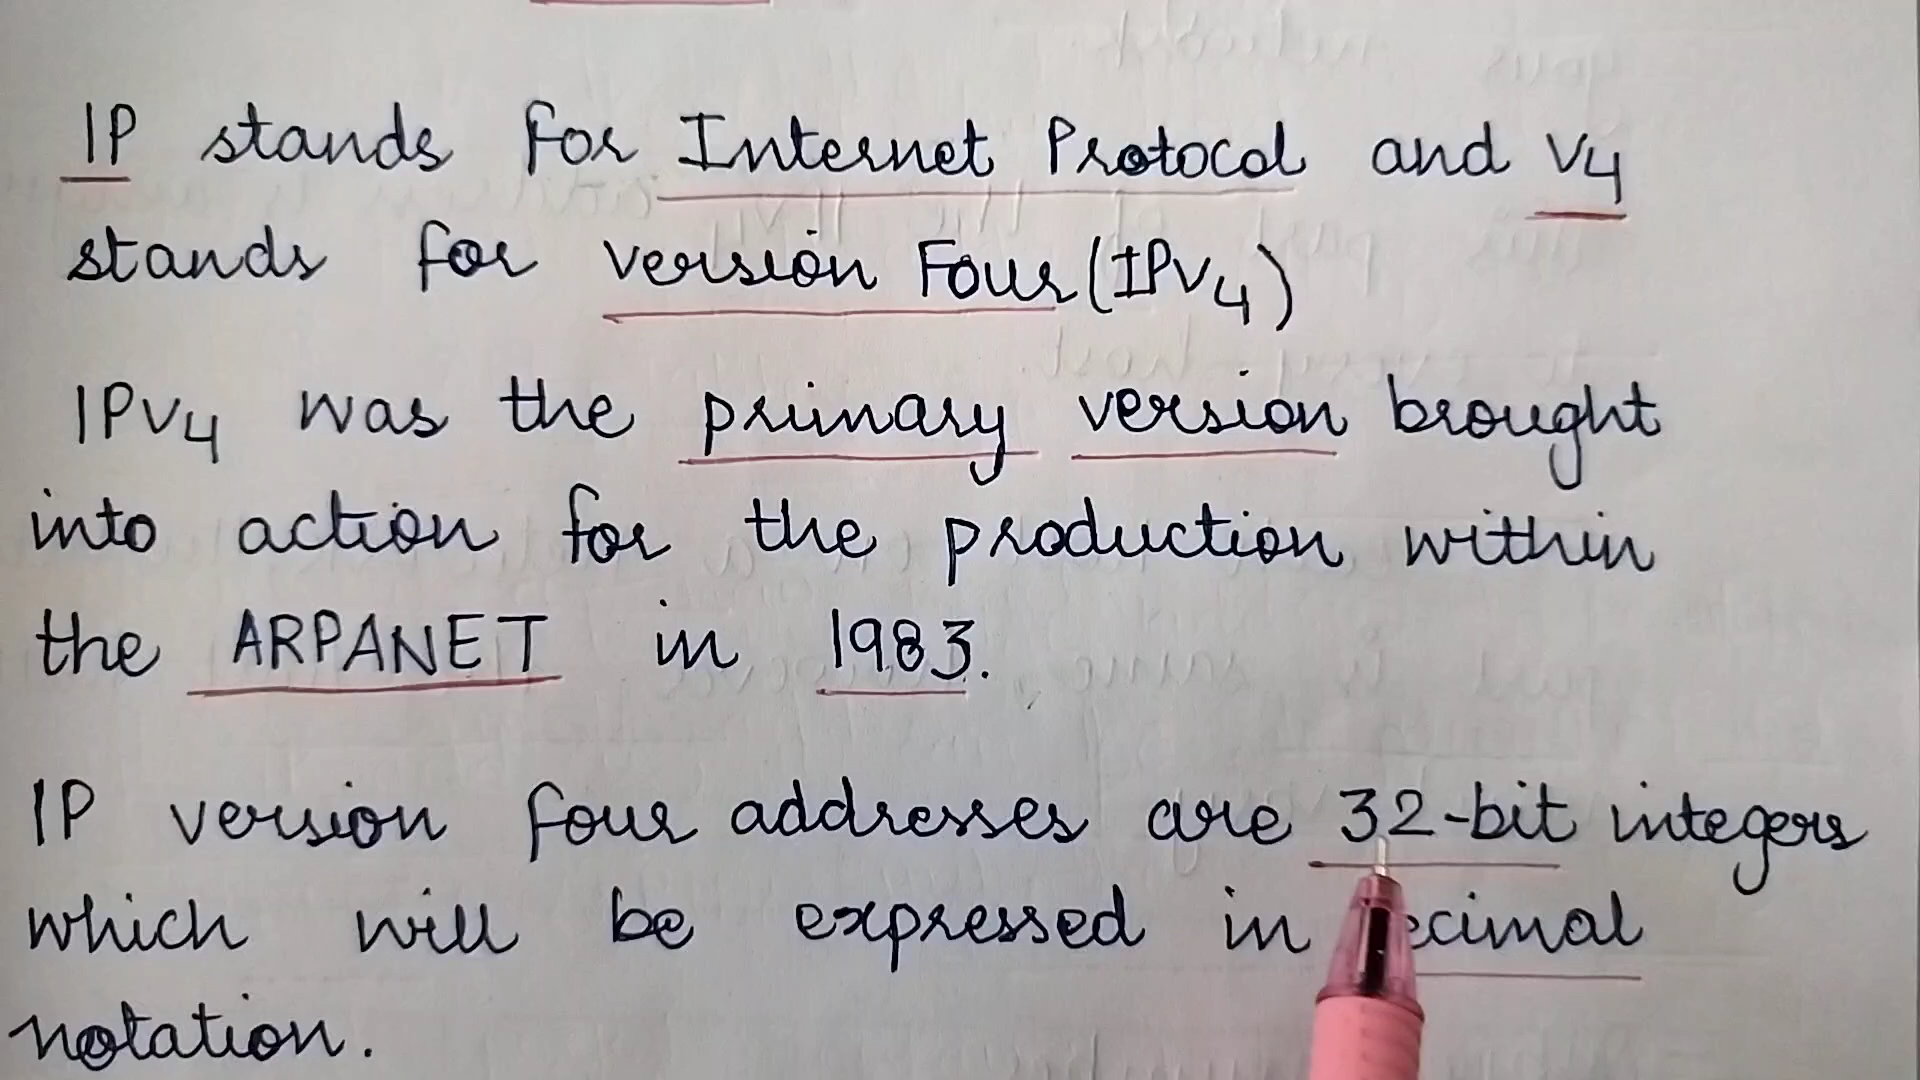 IP stands for Internet Protocol and V4
stands for version Four (IPV4)
IPV4 was the primary version brought
into action for the production within
the ARPANET in 1983.
IP version four addresses are 32-bit integers
which will be expressed in ecimal
notation.